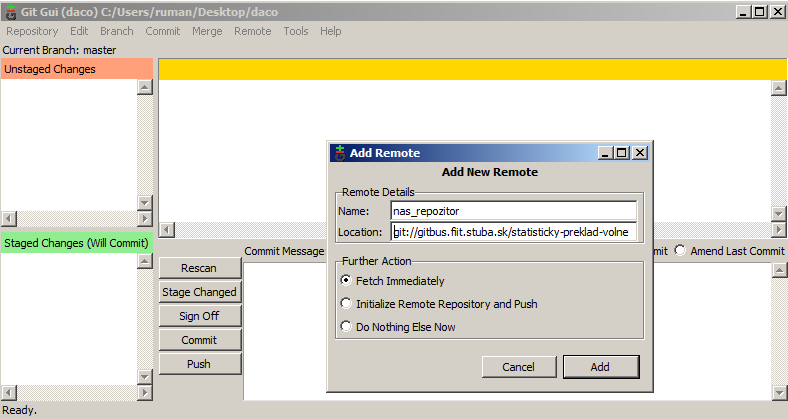 Git Gui (daco) C:/Users/ruman/Desktop/daco
Repository Edit Branch Commit Merge Remote Tools Help
Current Branch: master
Unstaged Changes
Add Remote
Add New Remote
Remote Details
Name: nas_repozitor
Location: git://gitbus.fiit.stuba.sk/statisticky-preklad-volne
Further Action
Fetch Immediately
Initialize Remote Repository and Push
Do Nothing Else Now
Cancel Add
Staged Changes (Will Commit)
Commit Message
Amend Last Commit
Rescan
Stage Changed
Sign Off
Commit
Push
Ready.